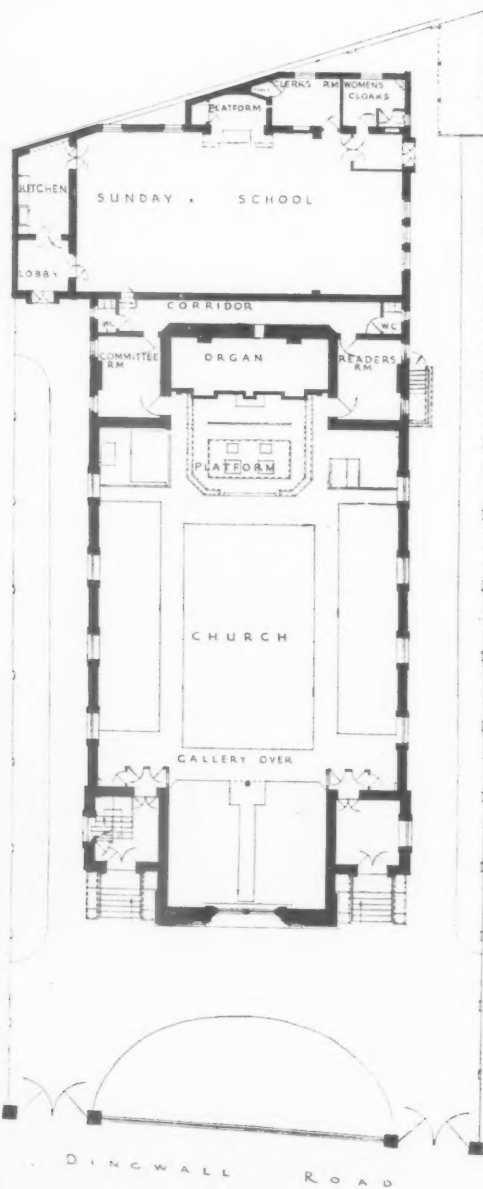 CLERKS RM
WOMENS
CLOAKS
PLATFORM
KITCHEN
SUNDAY . SCHOOL
LOBBY
CORRIDOR
WC
WC
COMMITTEE
RM
ORGAN
READERS
RM
PLATFORM
CHURCH
GALLERY OVER
. DINGWALL ROAD